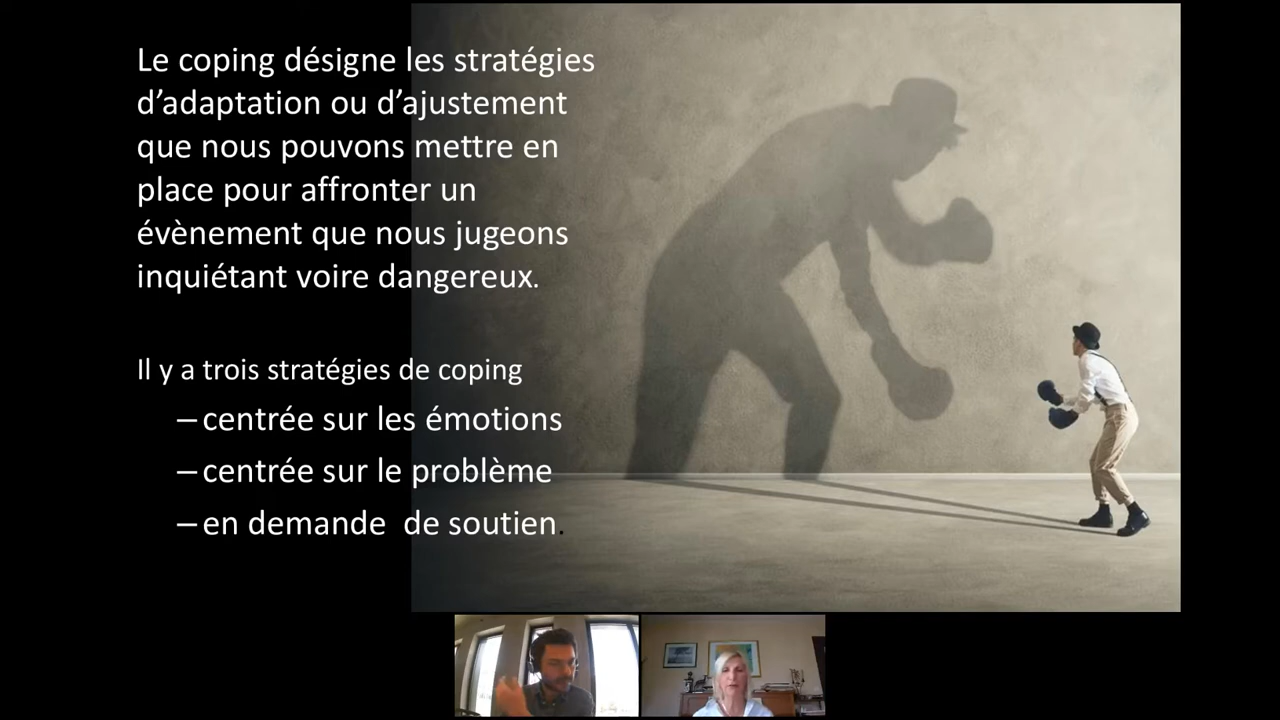 Le coping désigne les stratégies
d’adaptation ou d’ajustement
que nous pouvons mettre en
place pour affronter un
évènement que nous jugeons
inquiétant voire dangereux.
Il y a trois stratégies de coping
– centrée sur les émotions
– centrée sur le problème
– en demande  de soutien.